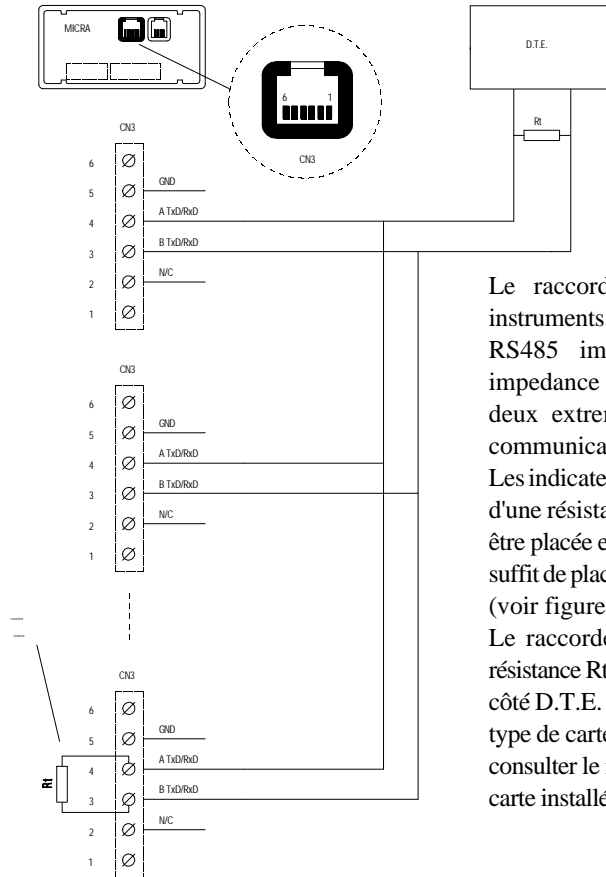 MICRA
D.T.E.
Rt
6 1
CN3
CN3
6
5 GND
4 A TxD/RxD
3 B TxD/RxD
2 N/C
1
CN3
6
5 GND
4 A TxD/RxD
3 B TxD/RxD
2 N/C
1
CN3
6
5 GND
4 A TxD/RxD
3 B TxD/RxD
2 N/C
1
Rt
Le raccord
instruments
RS485 im
impedance
deux extre
communica
Les indicate
d'une résista
être placée e
suffit de plac
(voir figure
Le raccorde
résistance Rt
côté D.T.E.
type de carte
consulter le
carte installé